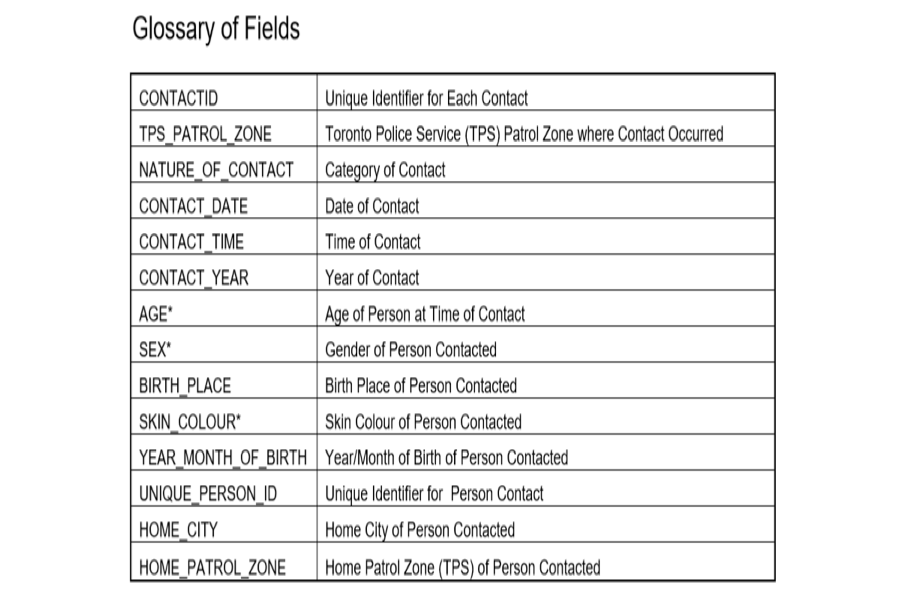 Glossary of Fields
CONTACTID Unique Identifier for Each Contact
TPS_PATROL_ZONE Toronto Police Service (TPS) Patrol Zone where Contact Occurred
NATURE_OF_CONTACT Category of Contact
CONTACT_DATE Date of Contact
CONTACT_TIME Time of Contact
CONTACT_YEAR Year of Contact
AGE* Age of Person at Time of Contact
SEX* Gender of Person Contacted
BIRTH_PLACE Birth Place of Person Contacted
SKIN_COLOUR* Skin Colour of Person Contacted
YEAR_MONTH_OF_BIRTH Year/Month of Birth of Person Contacted
UNIQUE_PERSON_ID Unique Identifier for Person Contact
HOME_CITY Home City of Person Contacted
HOME_PATROL_ZONE Home Patrol Zone (TPS) of Person Contacted